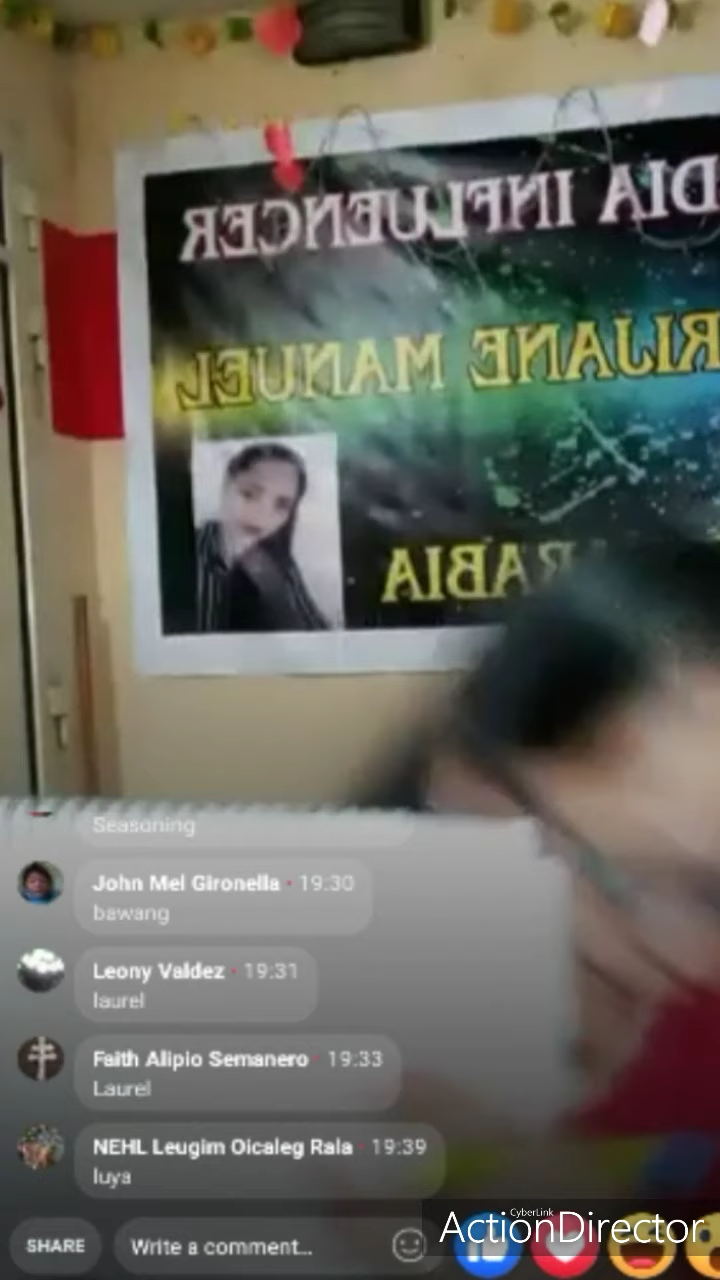 DIA INFLUENCER
RIJANE MANUEL
RABIA
Seasoning
John Mel Gironella · 19:30
bawang
Leony Valdez · 19:31
laurel
Faith Alipio Semanero · 19:33
Laurel
NEHL Leugim Oicaleg Rala · 19:39
luya
SHARE
Write a comment...
CyberLink
ActionDirector